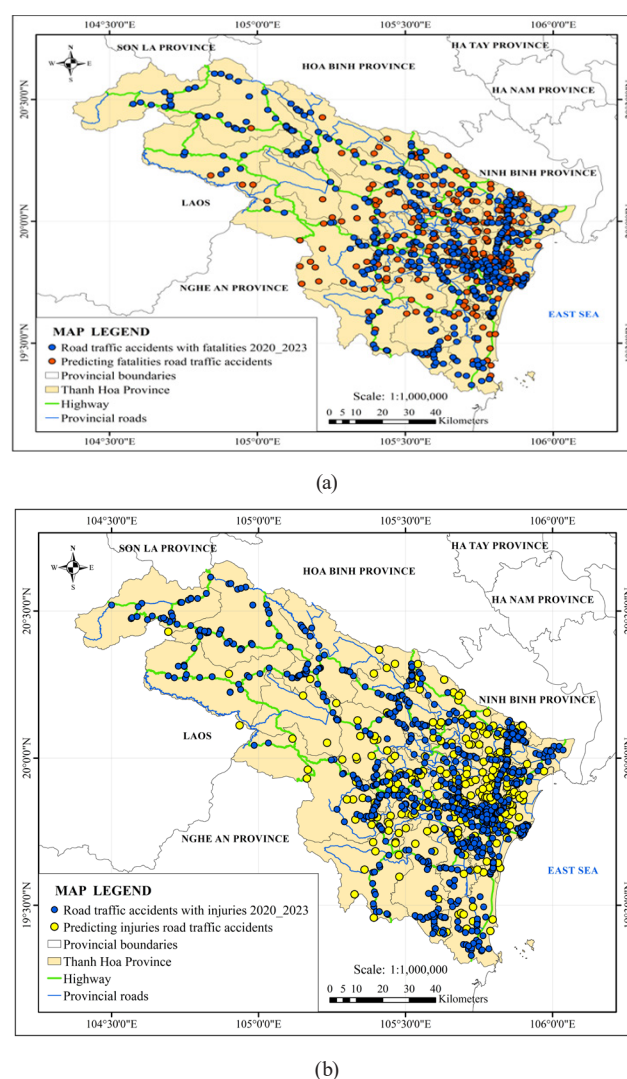 104°30'0"E 105°0'0"E 105°30'0"E 106°0'0"E
SON LA PROVINCE
HA TAY PROVINCE
HOA BINH PROVINCE
N
W E
S
HA NAM PROVINCE
20°30'0"N
NINH BINH PROVINCE
20°0'0"N
LAOS
NGHE AN PROVINCE
EAST SEA
19°30'0"N
MAP LEGEND
Road traffic accidents with fatalities 2020_2023
Predicting fatalities road traffic accidents
Provincial boundaries
Thanh Hoa Province
Highway
Provincial roads
Scale: 1:1,000,000
0 5 10 20 30 40
Kilometers
104°30'0"E 105°0'0"E 105°30'0"E 106°0'0"E
(a)
104°30'0"E 105°0'0"E 105°30'0"E 106°0'0"E
SON LA PROVINCE
HA TAY PROVINCE
HOA BINH PROVINCE
N
W E
S
HA NAM PROVINCE
20°30'0"N
NINH BINH PROVINCE
LAOS
20°0'0"N
NGHE AN PROVINCE
EAST SEA
19°30'0"N
MAP LEGEND
Road traffic accidents with injuries 2020_2023
Predicting injuries road traffic accidents
Provincial boundaries
Thanh Hoa Province
Highway
Provincial roads
Scale: 1:1,000,000
0 5 10 20 30 40
Kilometers
104°30'0"E 105°0'0"E 105°30'0"E 106°0'0"E
(b)